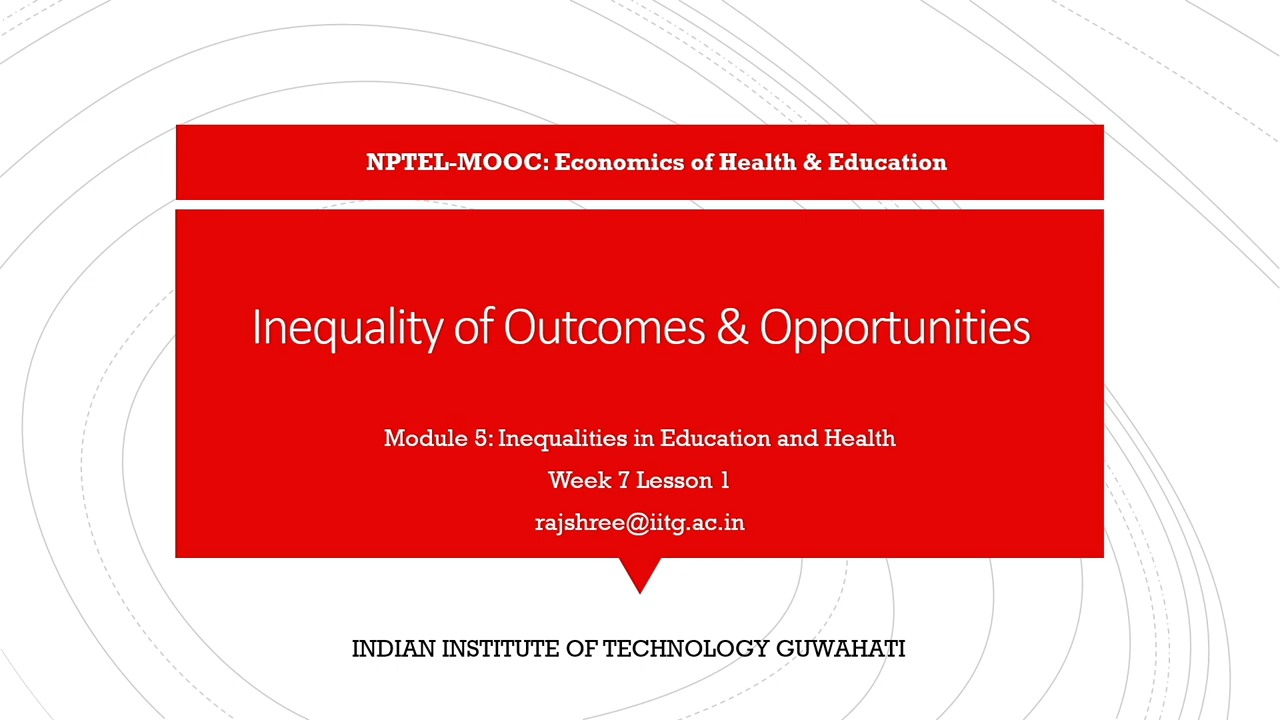 NPTEL-MOOC: Economics of Health & Education
Inequality of Outcomes & Opportunities
Module 5: Inequalities in Education and Health
Week 7 Lesson 1
rajshree@iitg.ac.in
INDIAN INSTITUTE OF TECHNOLOGY GUWAHATI